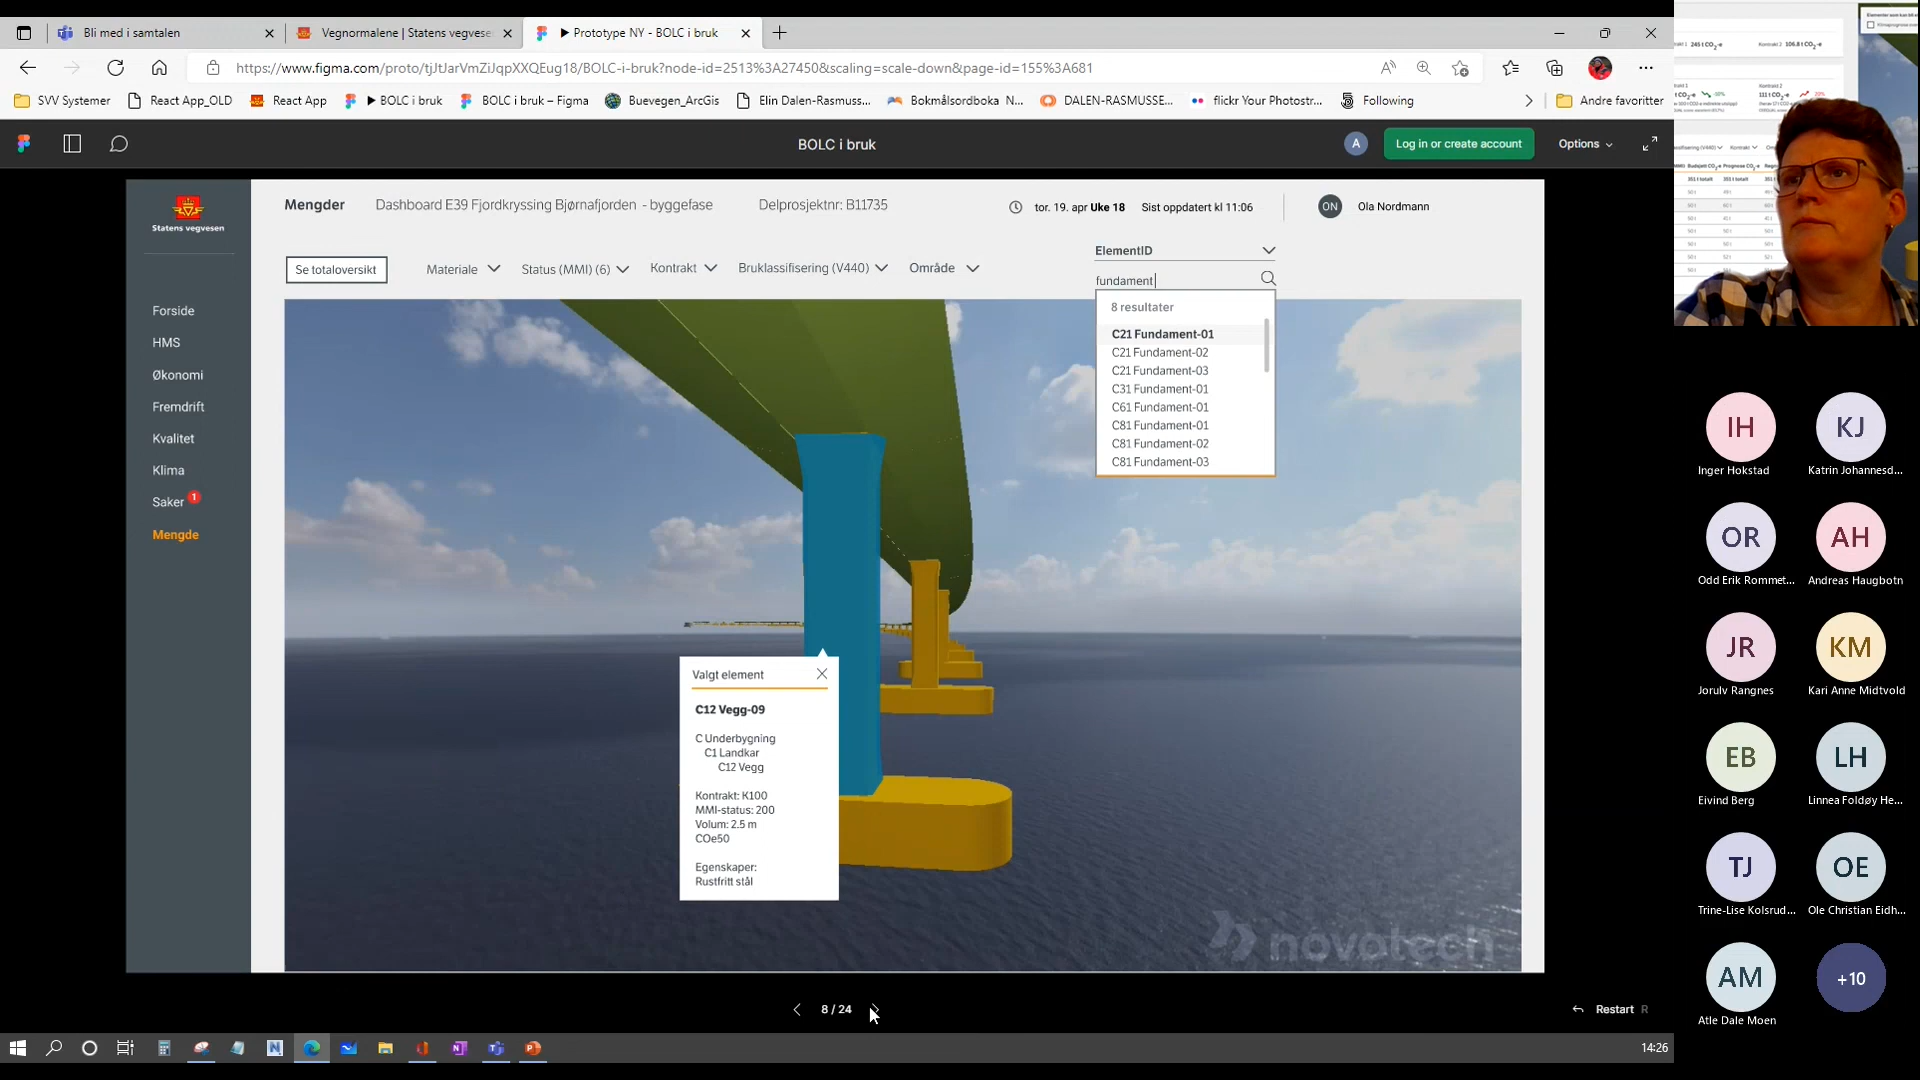 Bli med i samtalen
Vegnormalene | Statens vegvese
Prototype NY - BOLC i bruk
https://www.figma.com/proto/tjJtJarVmZiJqpXXQEug18/BOLC-i-bruk?node-id=2513%3A27450&scaling=scale-down&page-id=155%3A681
SVV Systemer
React App_OLD
React App
BOLC i bruk
BOLC i bruk – Figma
Buevegen_ArcGis
Elin Dalen-Rasmuss...
Bokmålsordboka N...
DALEN-RASMUSSE...
flickr Your Photostr...
Following
Andre favoritter
BOLC i bruk
A
Log in or create account
Options
Statens vegvesen
Mengder
Dashboard E39 Fjordkryssing Bjørnafjorden - byggefase
Delprosjektnr: B11735
tor. 19. apr Uke 18
Sist oppdatert kl 11:06
ON
Ola Nordmann
Se totaloversikt
Materiale
Status (MMI) (6)
Kontrakt
Bruklassifisering (V440)
Område
ElementID
fundament
8 resultater
C21 Fundament-01
C21 Fundament-02
C21 Fundament-03
C31 Fundament-01
C61 Fundament-01
C81 Fundament-01
C81 Fundament-02
C81 Fundament-03
Forside
HMS
Økonomi
Fremdrift
Kvalitet
Klima
Saker 1
Mengde
Valgt element
C12 Vegg-09
C Underbygning
C1 Landkar
C12 Vegg
Kontrakt: K100
MMI-status: 200
Volum: 2.5 m
COe50
Egenskaper:
Rustfritt stål
novatech
8 / 24
Restart R
14:26
IH
Inger Hokstad
KJ
Katrin Johannesd...
OR
Odd Erik Rommet...
AH
Andreas Haugbotn
JR
Jorulv Rangnes
KM
Kari Anne Midtvold
EB
Eivind Berg
LH
Linnea Foldøy He...
TJ
Trine-Lise Kolsrud...
OE
Ole Christian Eidh...
AM
Atle Dale Moen
+10